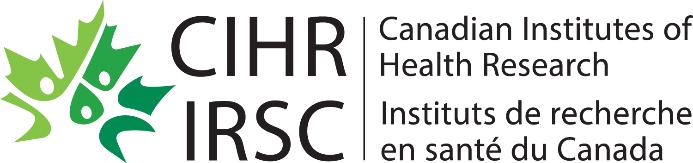 CIHR
IRSC
Canadian Institutes of
Health Research
Instituts de recherche
en santé du Canada